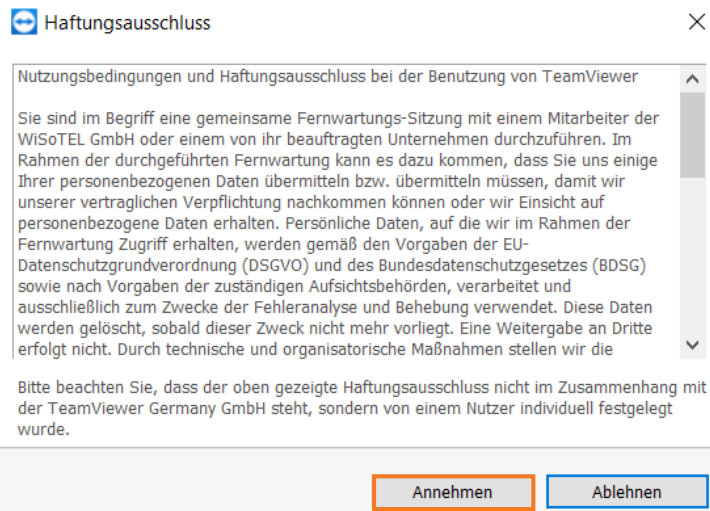 Haftungsausschluss
Nutzungsbedingungen und Haftungsausschluss bei der Benutzung von TeamViewer
Sie sind im Begriff eine gemeinsame Fernwartungs-Sitzung mit einem Mitarbeiter der
WiSoTEL GmbH oder einem von ihr beauftragten Unternehmen durchzuführen. Im
Rahmen der durchgeführten Fernwartung kann es dazu kommen, dass Sie uns einige
Ihrer personenbezogenen Daten übermitteln bzw. übermitteln müssen, damit wir
unserer vertraglichen Verpflichtung nachkommen können oder wir Einsicht auf
personenbezogene Daten erhalten. Persönliche Daten, auf die wir im Rahmen der
Fernwartung Zugriff erhalten, werden gemäß den Vorgaben der EU-
Datenschutzgrundverordnung (DSGVO) und des Bundesdatenschutzgesetzes (BDSG)
sowie nach Vorgaben der zuständigen Aufsichtsbehörden, verarbeitet und
ausschließlich zum Zwecke der Fehleranalyse und Behebung verwendet. Diese Daten
werden gelöscht, sobald dieser Zweck nicht mehr vorliegt. Eine Weitergabe an Dritte
erfolgt nicht. Durch technische und organisatorische Maßnahmen stellen wir die
Bitte beachten Sie, dass der oben gezeigte Haftungsausschluss nicht im Zusammenhang mit
der TeamViewer Germany GmbH steht, sondern von einem Nutzer individuell festgelegt
wurde.
Annehmen
Ablehnen